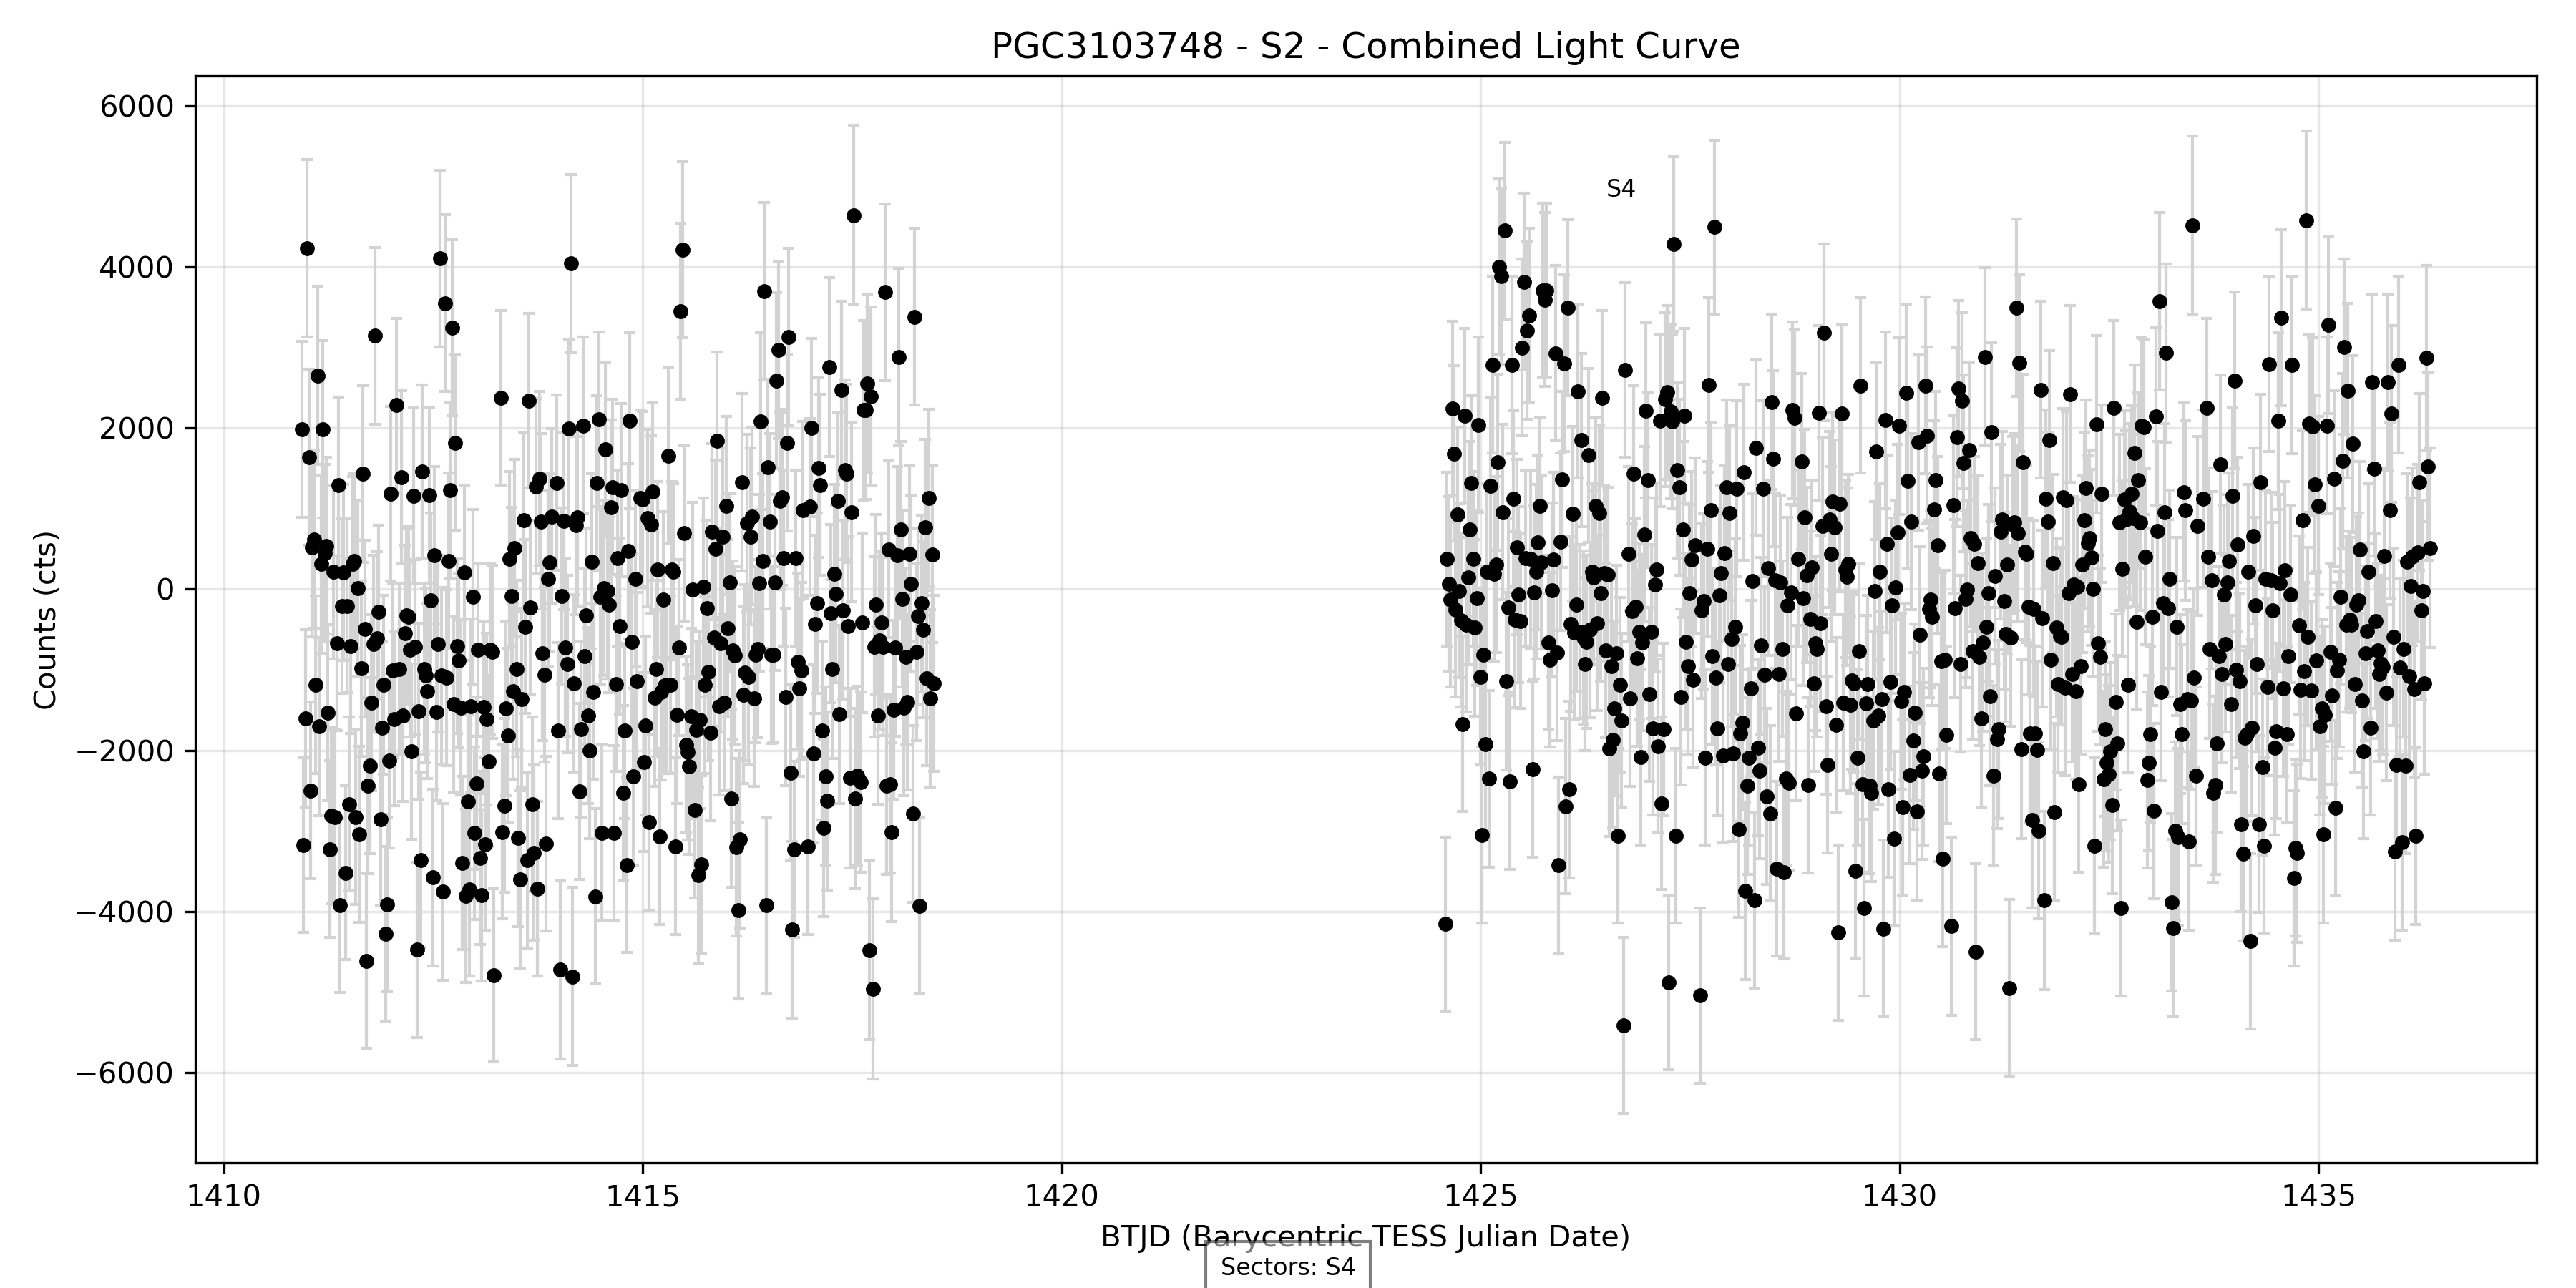 PGC3103748 - S2 - Combined Light Curve
6000
4000
2000
0
−2000
−4000
−6000
Counts (cts)
S4
1410
1415
1420
1425
1430
1435
BTJD (Barycentric TESS Julian Date)
Sectors: S4